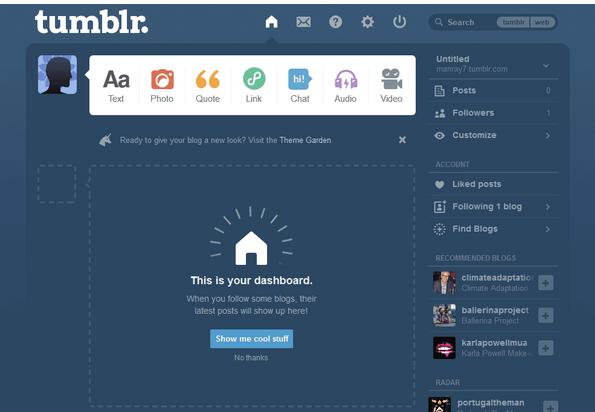 tumblr.
Search tumblr web
Aa
hi!
Text Photo Quote Link Chat Audio Video
Ready to give your blog a new look? Visit the Theme Garden
This is your dashboard.
When you follow some blogs, their
latest posts will show up here!
Show me cool stuff
No thanks
Untitled
manray7.tumblr.com
Posts 0
Followers 1
Customize
ACCOUNT
Liked posts
Following 1 blog
Find Blogs
RECOMMENDED BLOGS
climateadaptatio
Climate Adaptation
ballerinaproject
Ballerina Project
karlapowellmua
Karla Powell Make-
RADAR
portugaltheman